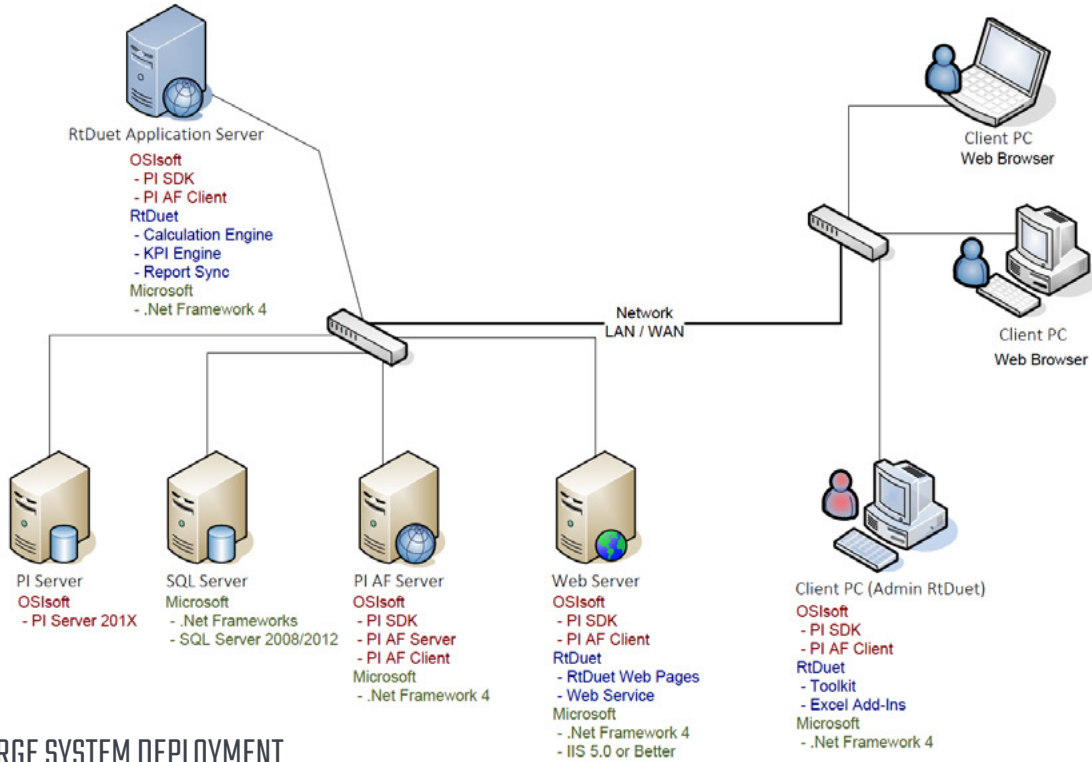 RtDuet Application Server
OSIsoft
- PI SDK
- PI AF Client
RtDuet
- Calculation Engine
- KPI Engine
- Report Sync
Microsoft
- .Net Framework 4
Client PC
Web Browser
Network
LAN / WAN
Client PC
Web Browser
PI Server
OSIsoft
- PI Server 201X
SQL Server
Microsoft
- .Net Frameworks
- SQL Server 2008/2012
PI AF Server
OSIsoft
- PI SDK
- PI AF Server
- PI AF Client
Microsoft
- .Net Framework 4
Web Server
OSIsoft
- PI SDK
- PI AF Client
RtDuet
- RtDuet Web Pages
- Web Service
Microsoft
- .Net Framework 4
- IIS 5.0 or Better
Client PC (Admin RtDuet)
OSIsoft
- PI SDK
- PI AF Client
RtDuet
- Toolkit
- Excel Add-Ins
Microsoft
- .Net Framework 4
SYSTEM DEPLOYMENT